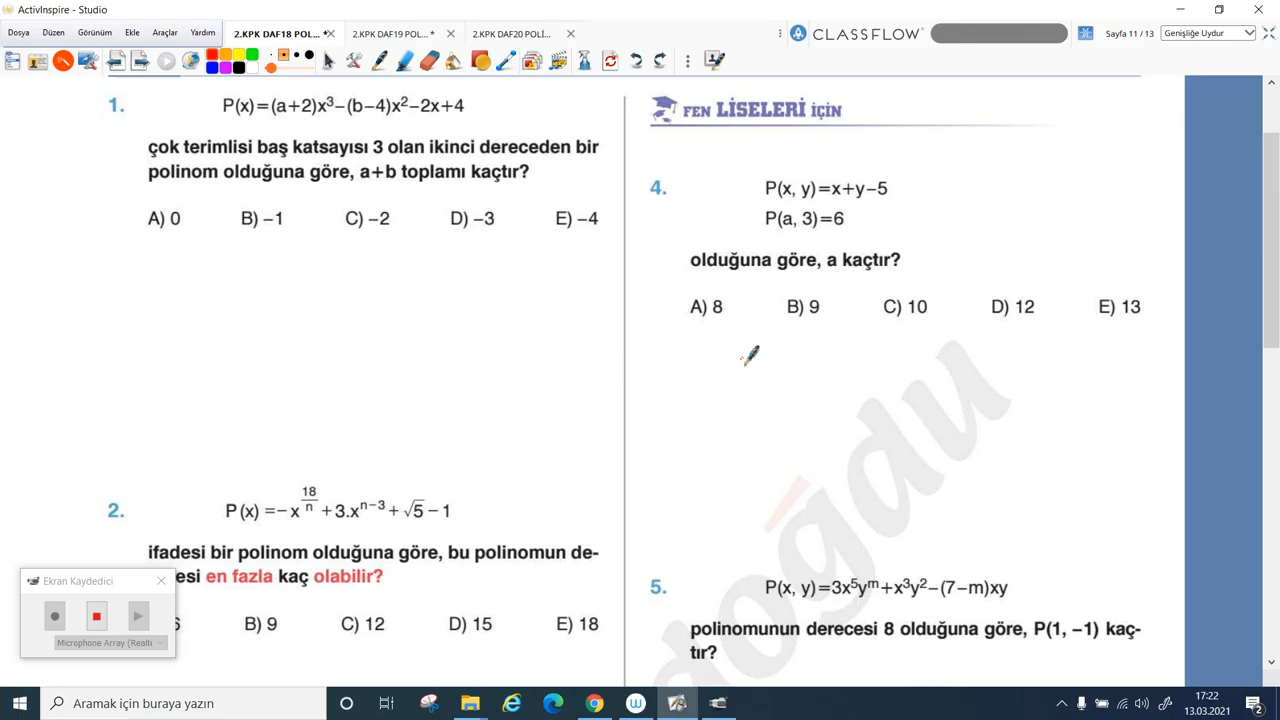 ActivInspire - Studio
Dosya Düzen Görünüm Ekle Araçlar Yardım
2.KPK DAF18 POL... *
2.KPK DAF19 POL... *
2.KPK DAF20 POLİ...
CLASSFLOW
Sayfa 11 / 13
Genişliğe Uydur
1. P(x)=(a+2)x³−(b−4)x²−2x+4
çok terimlisi baş katsayısı 3 olan ikinci dereceden bir
polinom olduğuna göre, a+b toplamı kaçtır?
A) 0 B) −1 C) −2 D) −3 E) −4
2. P(x) =−x^(18/n) +3.x^(n−3)+ √5 − 1
ifadesi bir polinom olduğuna göre, bu polinomun de-
esi en fazla kaç olabilir?
6 B) 9 C) 12 D) 15 E) 18
Ekran Kaydedici
Microphone Array (Realt
FEN LİSELERİ İÇİN
4. P(x, y)=x+y−5
P(a, 3)=6
olduğuna göre, a kaçtır?
A) 8 B) 9 C) 10 D) 12 E) 13
doğdu
5. P(x, y)=3x⁵yᵐ+x³y²−(7−m)xy
polinomunun derecesi 8 olduğuna göre, P(1, −1) kaç-
tır?
Aramak için buraya yazın
17:22
13.03.2021
2